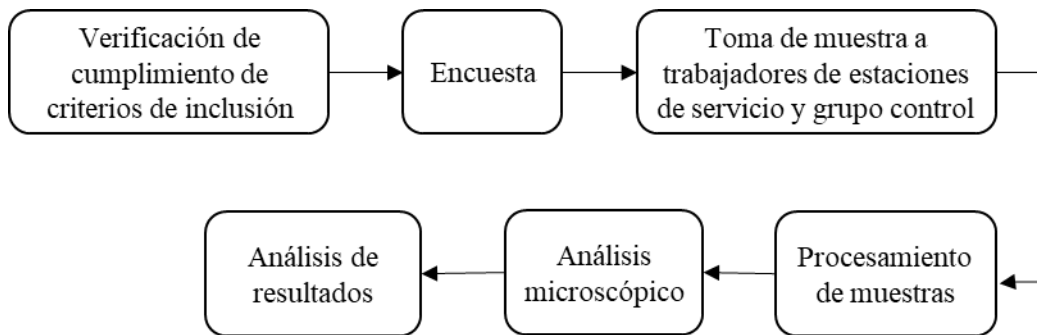 Verificación de
cumplimiento de
criterios de inclusión
Encuesta
Toma de muestra a
trabajadores de estaciones
de servicio y grupo control
Procesamiento
de muestras
Análisis
microscópico
Análisis de
resultados